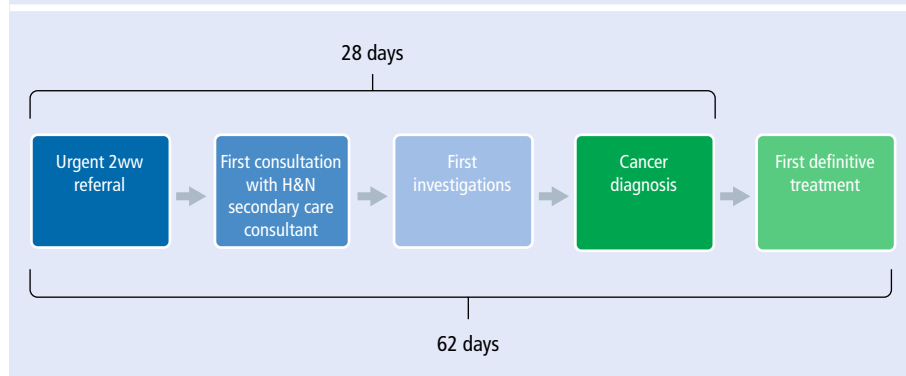 28 days
Urgent 2ww
referral
First consultation
with H&N
secondary care
consultant
First
investigations
Cancer
diagnosis
First definitive
treatment
62 days